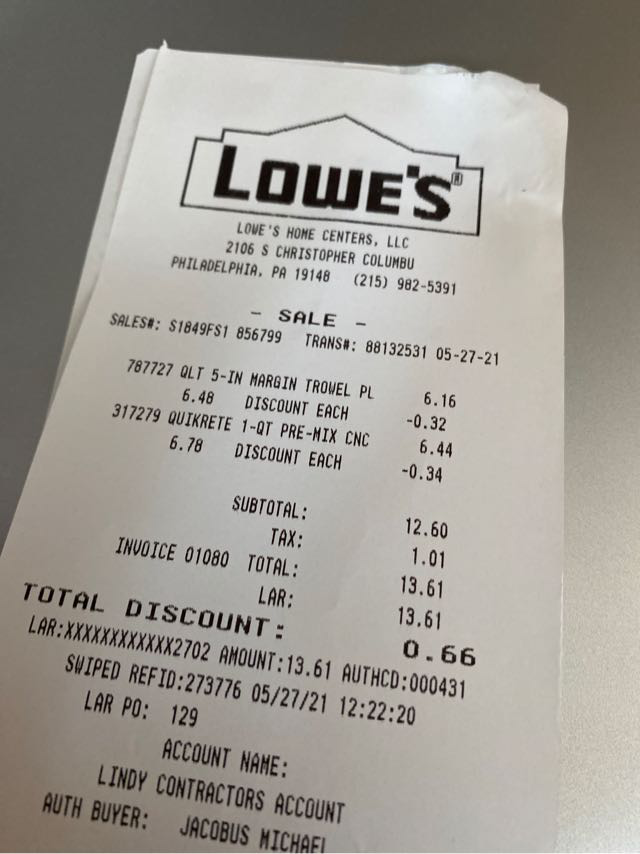 LOWE'S®
LOWE'S HOME CENTERS, LLC
2106 S CHRISTOPHER COLUMBU
PHILADELPHIA, PA 19148 (215) 982-5391
- SALE -
SALES#: S1849FS1 856799 TRANS#: 88132531 05-27-21
787727 QLT 5-IN MARGIN TROWEL PL 6.16
6.48 DISCOUNT EACH -0.32
317279 QUIKRETE 1-QT PRE-MIX CNC 6.44
6.78 DISCOUNT EACH -0.34
SUBTOTAL: 12.60
TAX: 1.01
INVOICE 01080 TOTAL: 13.61
LAR: 13.61
TOTAL DISCOUNT: 0.66
LAR:XXXXXXXXXXXX2702 AMOUNT:13.61 AUTHCD:000431
SWIPED REFID:273776 05/27/21 12:22:20
LAR PO: 129
ACCOUNT NAME:
LINDY CONTRACTORS ACCOUNT
AUTH BUYER: JACOBUS MICHAEL